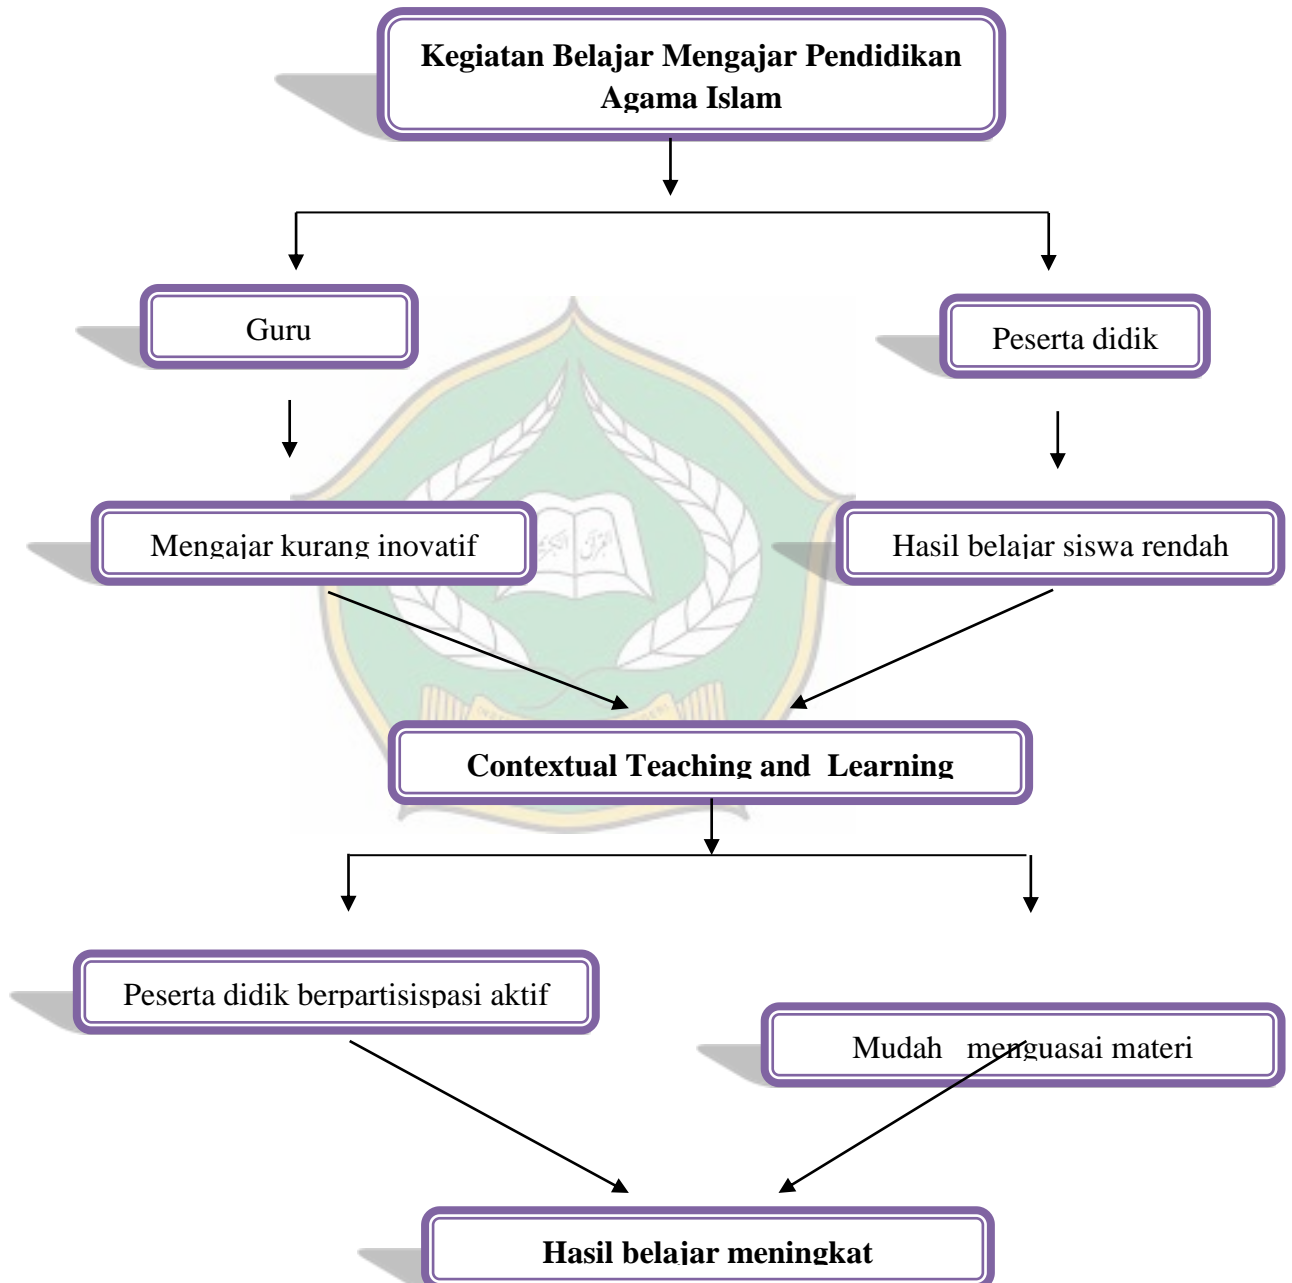 Kegiatan Belajar Mengajar Pendidikan
Agama Islam
Guru
Peserta didik
Mengajar kurang inovatif
Hasil belajar siswa rendah
Contextual Teaching and  Learning
Peserta didik berpartisispasi aktif
Mudah   menguasai materi
Hasil belajar meningkat